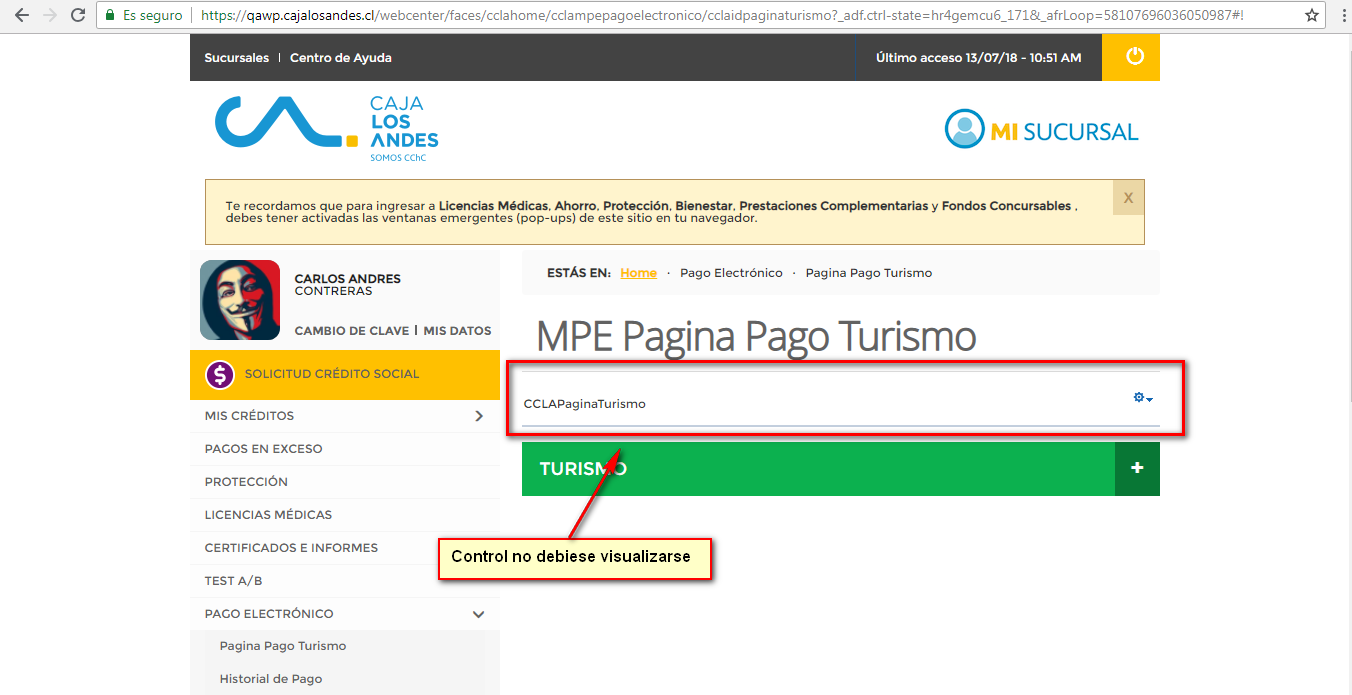 Es seguro | https://qawp.cajalosandes.cl/webcenter/faces/cclahome/cclampepagoelectronico/cclaidpaginaturismo?_adf.ctrl-state=hr4gemcu6_171&_afrLoop=58107696036050987#!
Sucursales | Centro de Ayuda
Último acceso 13/07/18 - 10:51 AM
CAJA
LOS
ANDES
SOMOS CChC
MI SUCURSAL
Te recordamos que para ingresar a Licencias Médicas, Ahorro, Protección, Bienestar, Prestaciones Complementarias y Fondos Concursables ,
debes tener activadas las ventanas emergentes (pop-ups) de este sitio en tu navegador.
X
CARLOS ANDRES
CONTRERAS
CAMBIO DE CLAVE | MIS DATOS
ESTÁS EN: Home · Pago Electrónico · Pagina Pago Turismo
MPE Pagina Pago Turismo
CCLAPaginaTurismo
TURISMO
+
Control no debiese visualizarse
$ SOLICITUD CRÉDITO SOCIAL
MIS CRÉDITOS
PAGOS EN EXCESO
PROTECCIÓN
LICENCIAS MÉDICAS
CERTIFICADOS E INFORMES
TEST A/B
PAGO ELECTRÓNICO
Pagina Pago Turismo
Historial de Pago